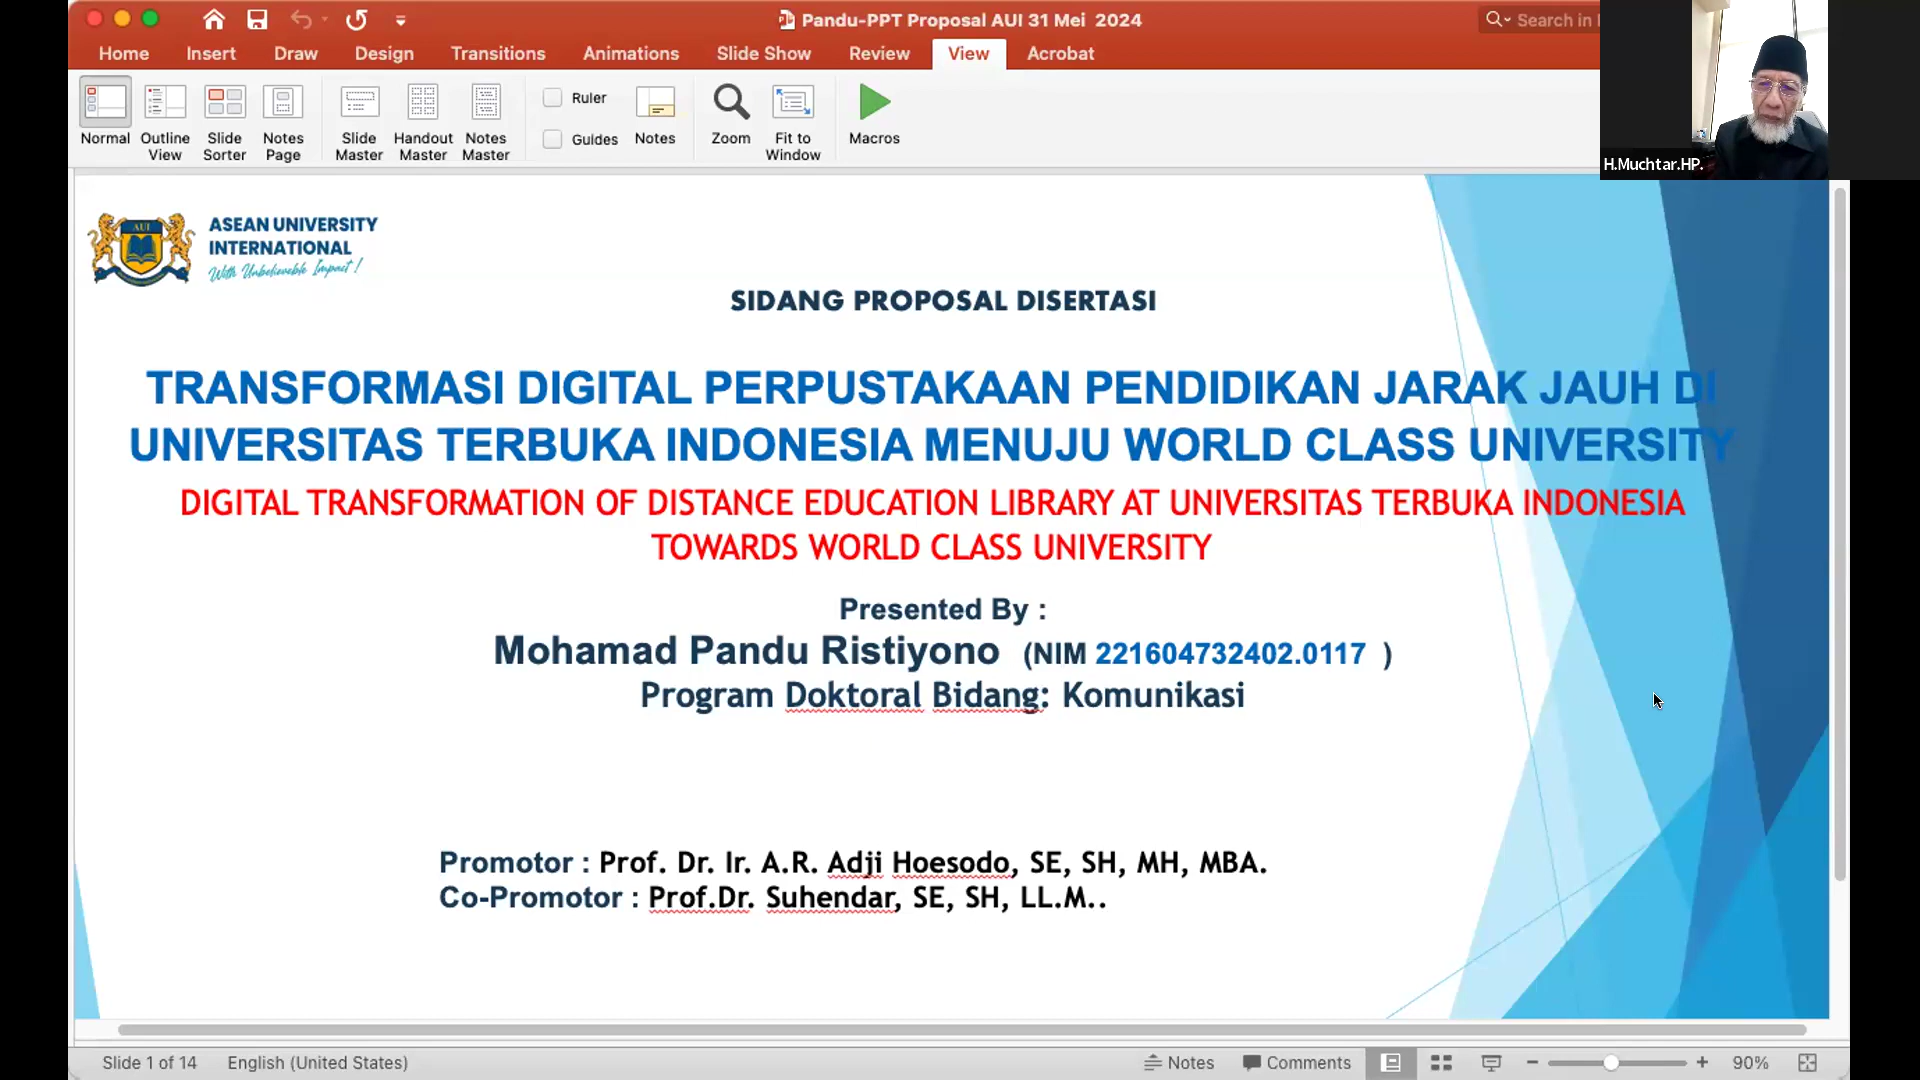 Pandu-PPT Proposal AUI 31 Mei 2024
Search in
Home Insert Draw Design Transitions Animations Slide Show Review View Acrobat
Normal
Outline View
Slide Sorter
Notes Page
Slide Master
Handout Master
Notes Master
Ruler
Guides
Notes
Zoom
Fit to Window
Macros
H.Muchtar.HP.
AUI
ASEAN UNIVERSITY
INTERNATIONAL
With Unbelievable Impact !
SIDANG PROPOSAL DISERTASI
TRANSFORMASI DIGITAL PERPUSTAKAAN PENDIDIKAN JARAK JAUH DI
UNIVERSITAS TERBUKA INDONESIA MENUJU WORLD CLASS UNIVERSITY
DIGITAL TRANSFORMATION OF DISTANCE EDUCATION LIBRARY AT UNIVERSITAS TERBUKA INDONESIA
TOWARDS WORLD CLASS UNIVERSITY
Presented By :
Mohamad Pandu Ristiyono (NIM 221604732402.0117 )
Program Doktoral Bidang: Komunikasi
Promotor : Prof. Dr. Ir. A.R. Adji Hoesodo, SE, SH, MH, MBA.
Co-Promotor : Prof.Dr. Suhendar, SE, SH, LL.M..
Slide 1 of 14 English (United States) Notes Comments 90%